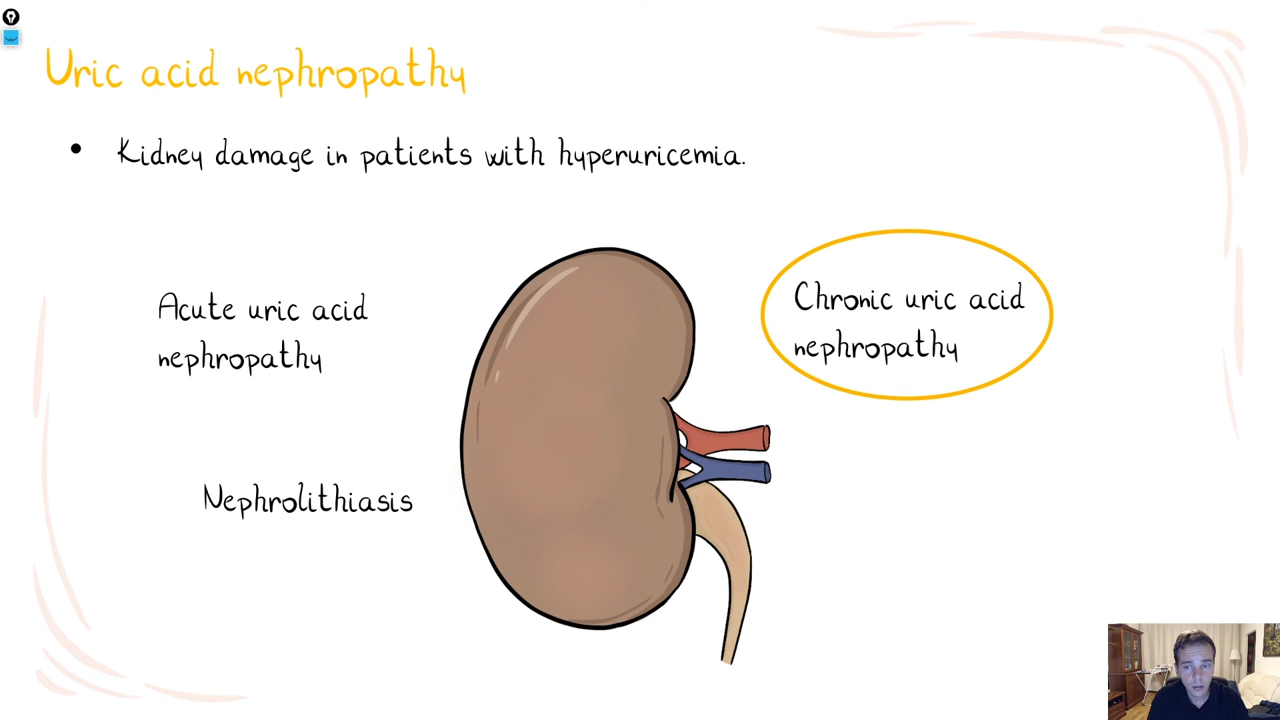 Uric acid nephropathy
• Kidney damage in patients with hyperuricemia.
Acute uric acid
nephropathy
Chronic uric acid
nephropathy
Nephrolithiasis